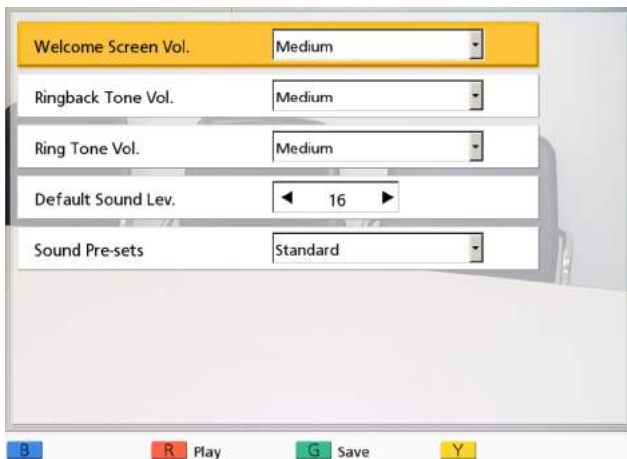 Welcome Screen Vol. Medium
Ringback Tone Vol. Medium
Ring Tone Vol. Medium
Default Sound Lev. 16
Sound Pre-sets Standard
B R Play G Save Y